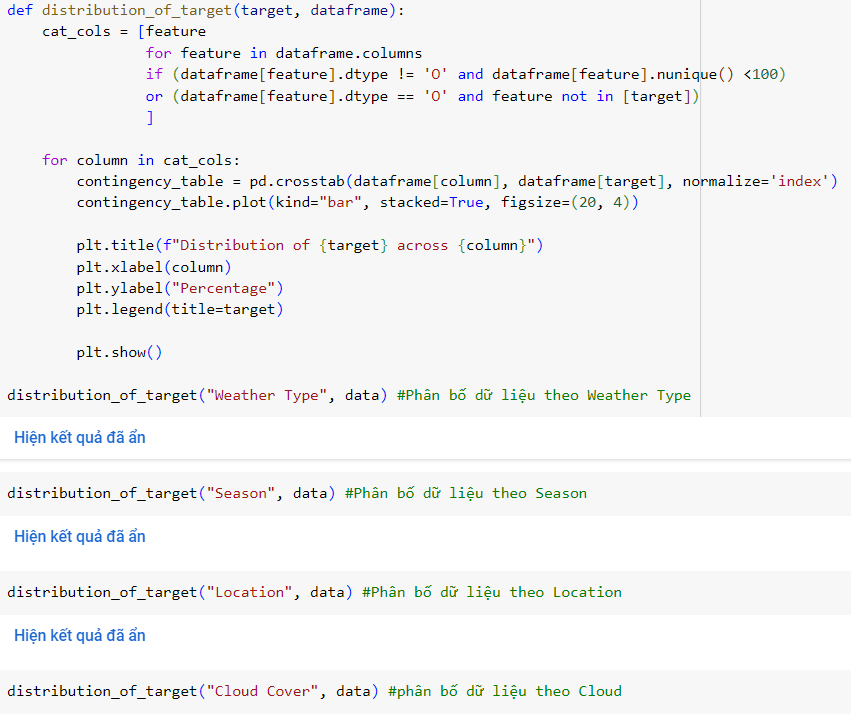 def distribution_of_target(target, dataframe):
    cat_cols = [feature
                for feature in dataframe.columns
                if (dataframe[feature].dtype != 'O' and dataframe[feature].nunique() <100)
                or (dataframe[feature].dtype == 'O' and feature not in [target])
                ]
    for column in cat_cols:
        contingency_table = pd.crosstab(dataframe[column], dataframe[target], normalize='index')
        contingency_table.plot(kind="bar", stacked=True, figsize=(20, 4))
        plt.title(f"Distribution of {target} across {column}")
        plt.xlabel(column)
        plt.ylabel("Percentage")
        plt.legend(title=target)
        plt.show()
distribution_of_target("Weather Type", data) #Phân bố dữ liệu theo Weather Type
Hiện kết quả đã ẩn
distribution_of_target("Season", data) #Phân bố dữ liệu theo Season
Hiện kết quả đã ẩn
distribution_of_target("Location", data) #Phân bố dữ liệu theo Location
Hiện kết quả đã ẩn
distribution_of_target("Cloud Cover", data) #phân bố dữ liệu theo Cloud